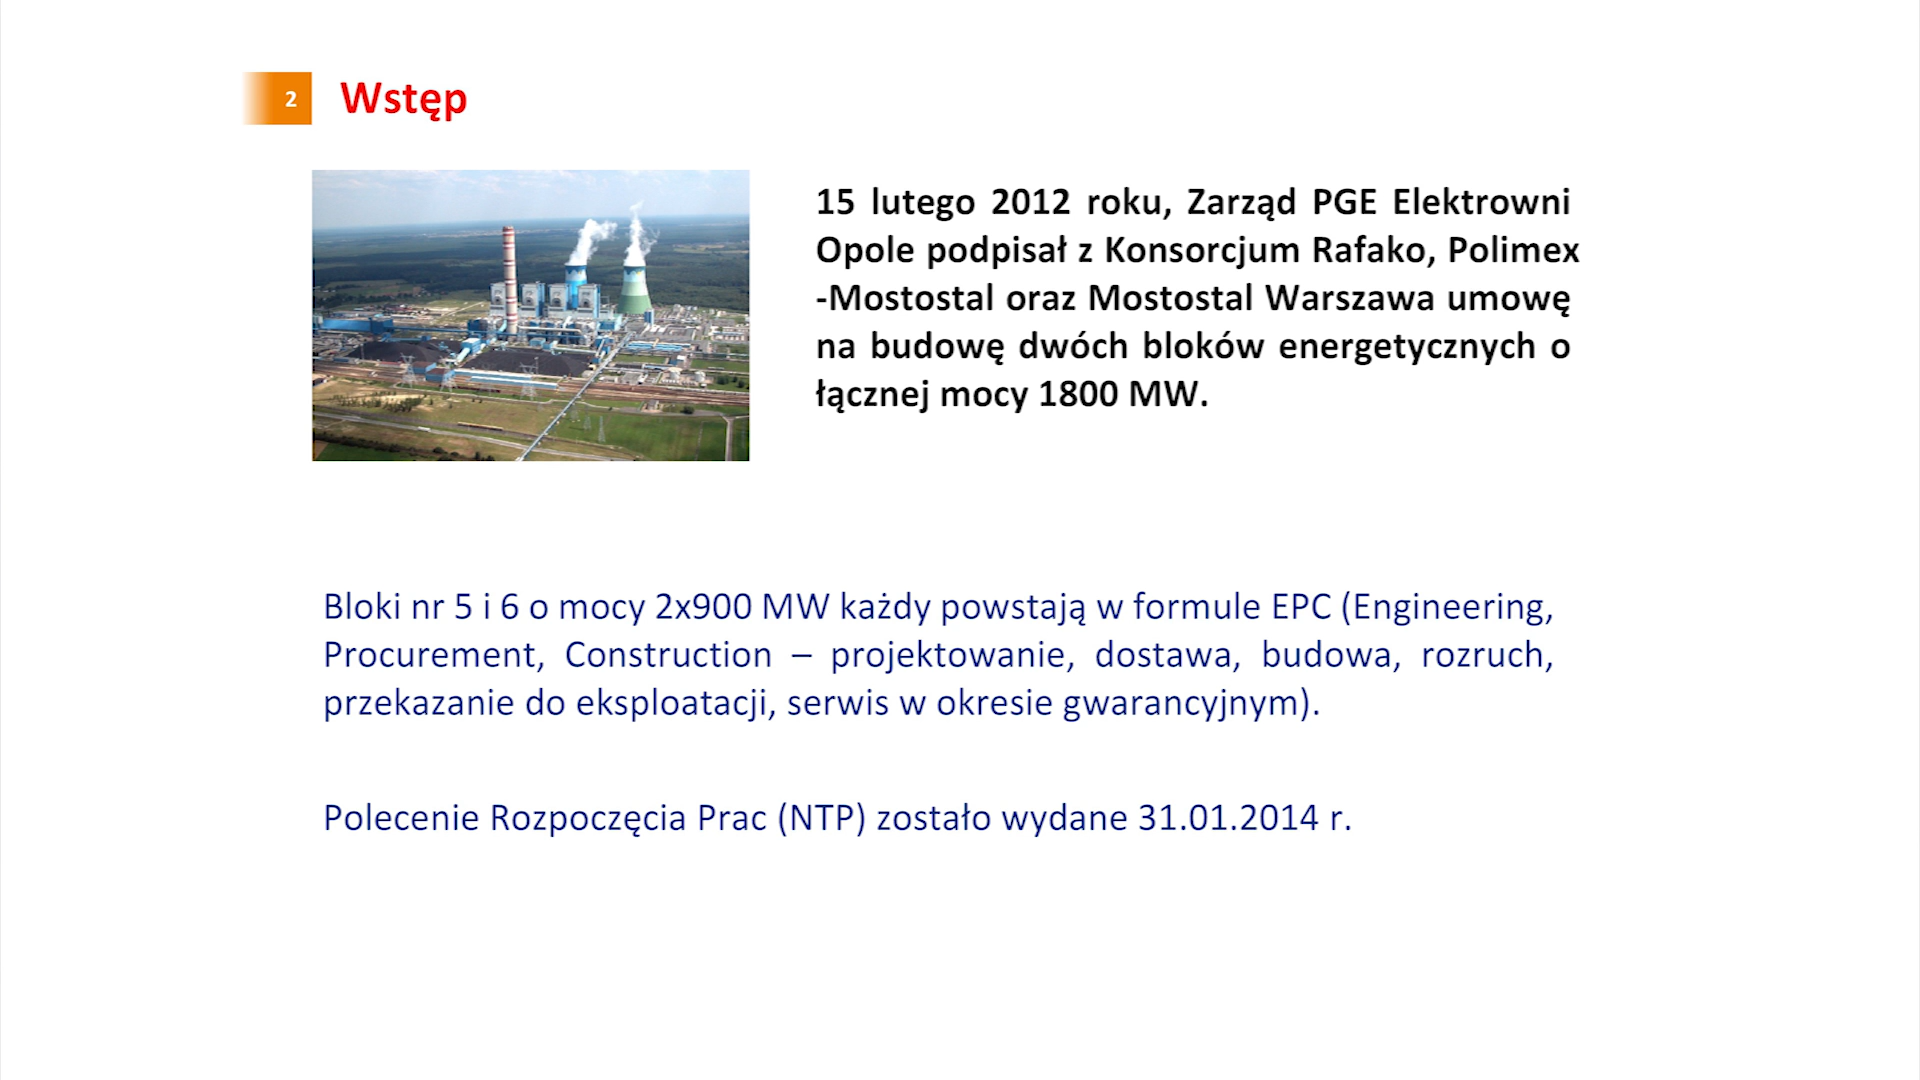 2
Wstęp
15 lutego 2012 roku, Zarząd PGE Elektrowni
Opole podpisał z Konsorcjum Rafako, Polimex
-Mostostal oraz Mostostal Warszawa umowę
na budowę dwóch bloków energetycznych o
łącznej mocy 1800 MW.
Bloki nr 5 i 6 o mocy 2x900 MW każdy powstają w formule EPC (Engineering,
Procurement, Construction – projektowanie, dostawa, budowa, rozruch,
przekazanie do eksploatacji, serwis w okresie gwarancyjnym).
Polecenie Rozpoczęcia Prac (NTP) zostało wydane 31.01.2014 r.